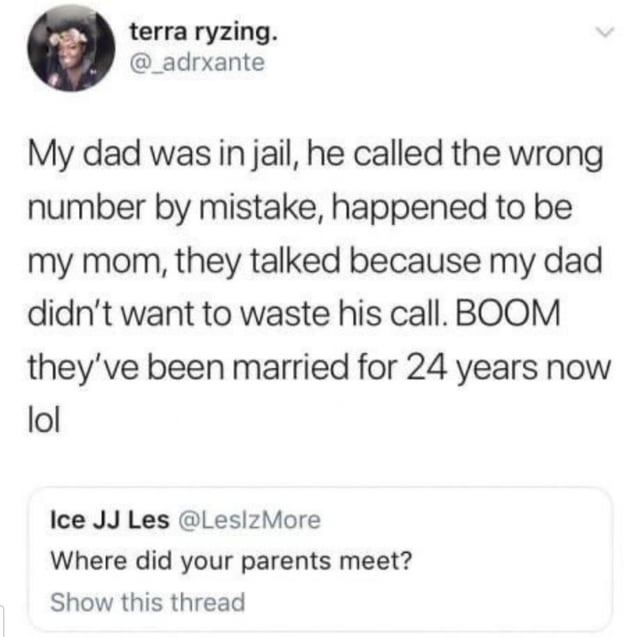 terra ryzing.
@_adrxante
My dad was in jail, he called the wrong
number by mistake, happened to be
my mom, they talked because my dad
didn't want to waste his call. BOOM
they've been married for 24 years now
lol
Ice JJ Les @LeslzMore
Where did your parents meet?
Show this thread